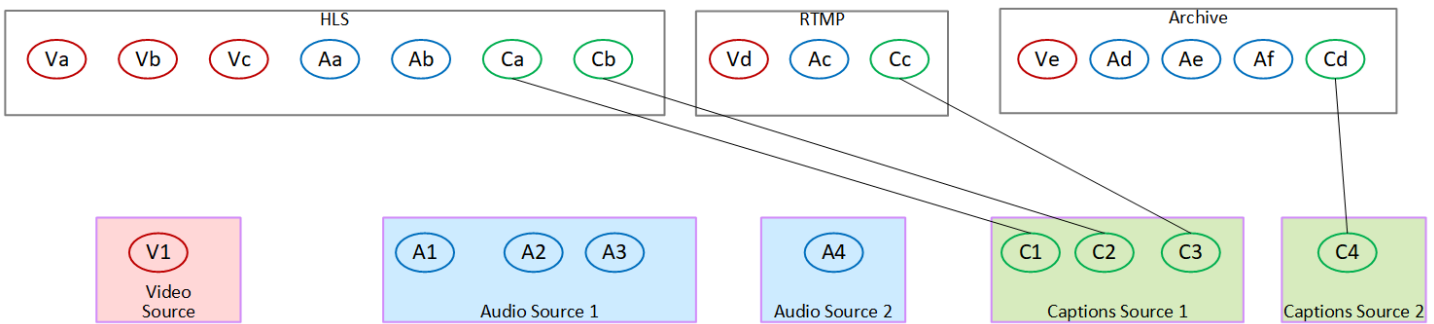 HLS
RTMP
Archive
Va Vb Vc Aa Ab Ca Cb Vd Ac Cc Ve Ad Ae Af Cd
V1 A1 A2 A3 A4 C1 C2 C3 C4
Video
Source
Audio Source 1
Audio Source 2
Captions Source 1
Captions Source 2